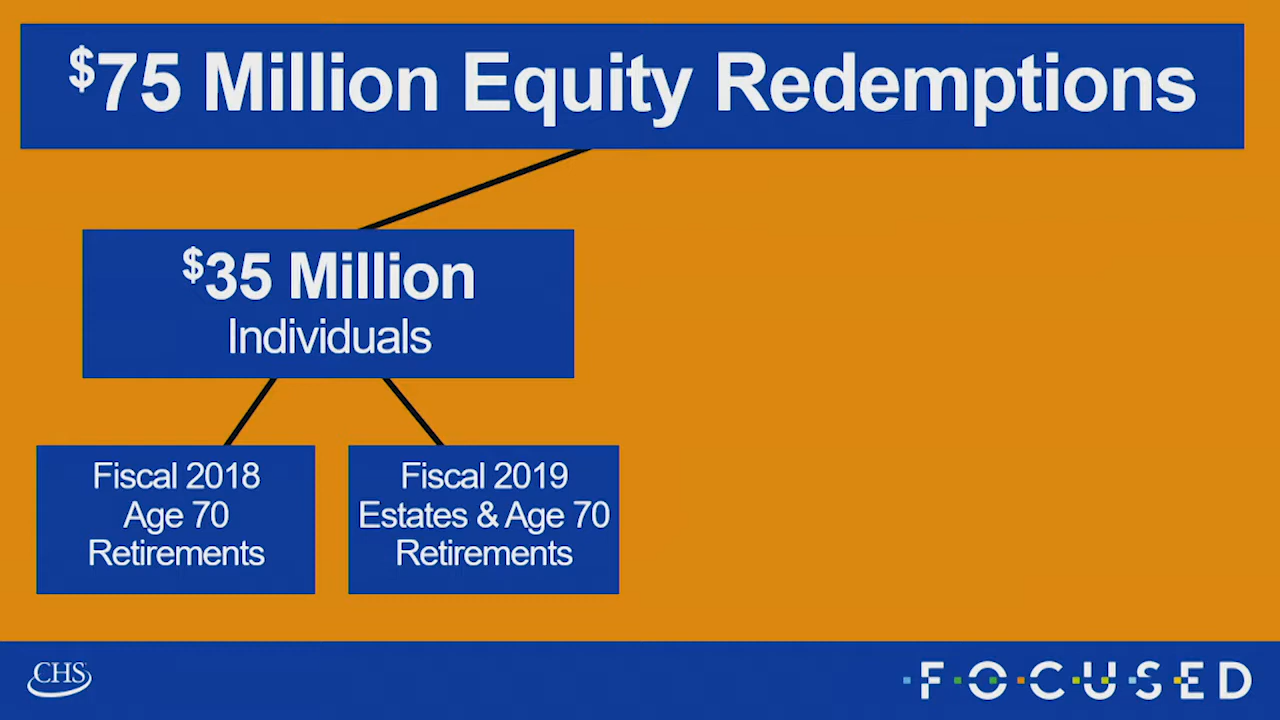 $75 Million Equity Redemptions
$35 Million
Individuals
Fiscal 2018
Age 70
Retirements
Fiscal 2019
Estates & Age 70
Retirements
CHS
FOCUSED